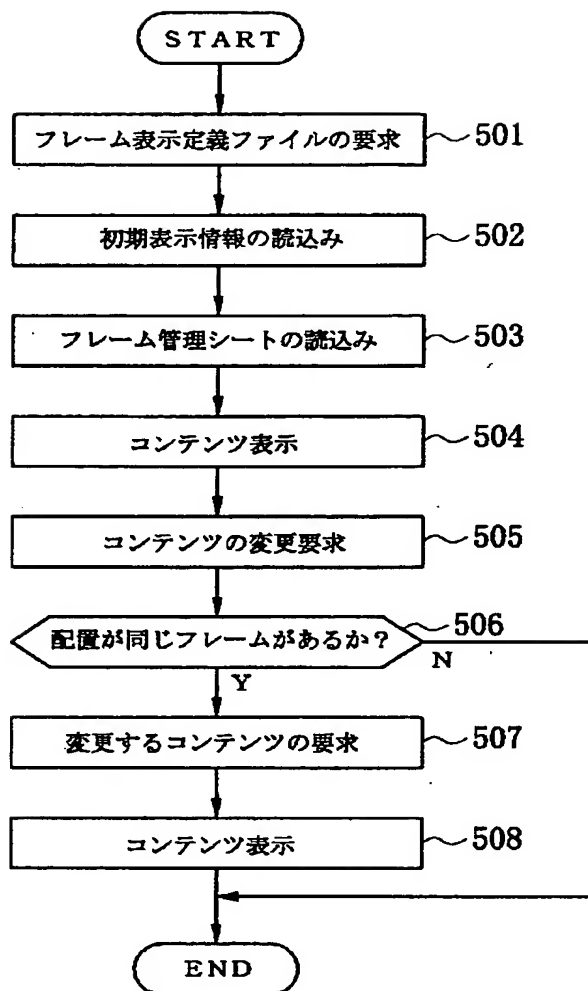 START
フレーム表示定義ファイルの要求 501
初期表示情報の読込み 502
フレーム管理シートの読込み 503
コンテンツ表示 504
コンテンツの変更要求 505
配置が同じフレームがあるか? 506
N
Y
変更するコンテンツの要求 507
コンテンツ表示 508
END